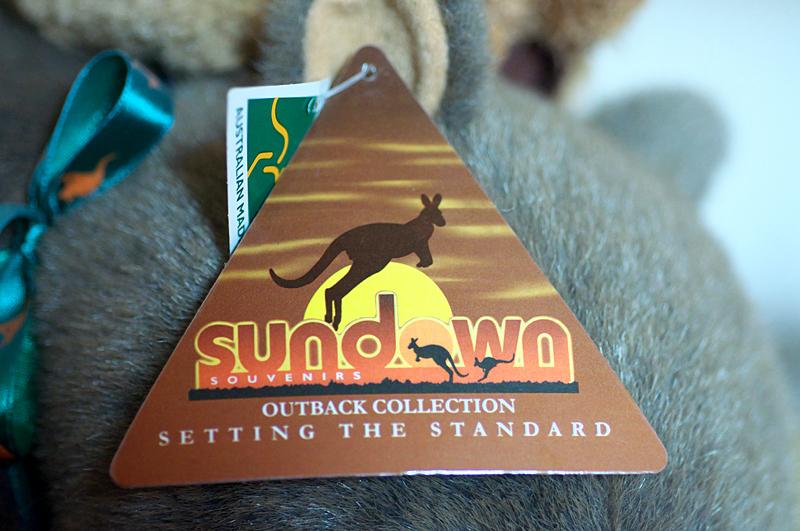 AUSTRALIAN MAD
sundown
SOUVENIRS
OUTBACK COLLECTION
SETTING THE STANDARD